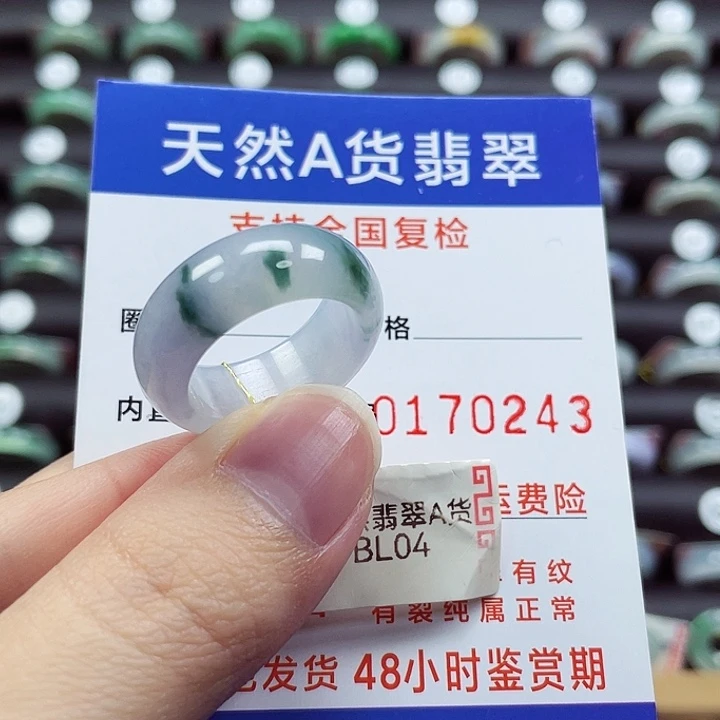 天然A货翡翠
支持全国复检
圈 格
内直 0170243
运费险
翡翠A货
BL04
有纹
有裂纯属正常
发货 48小时鉴赏期